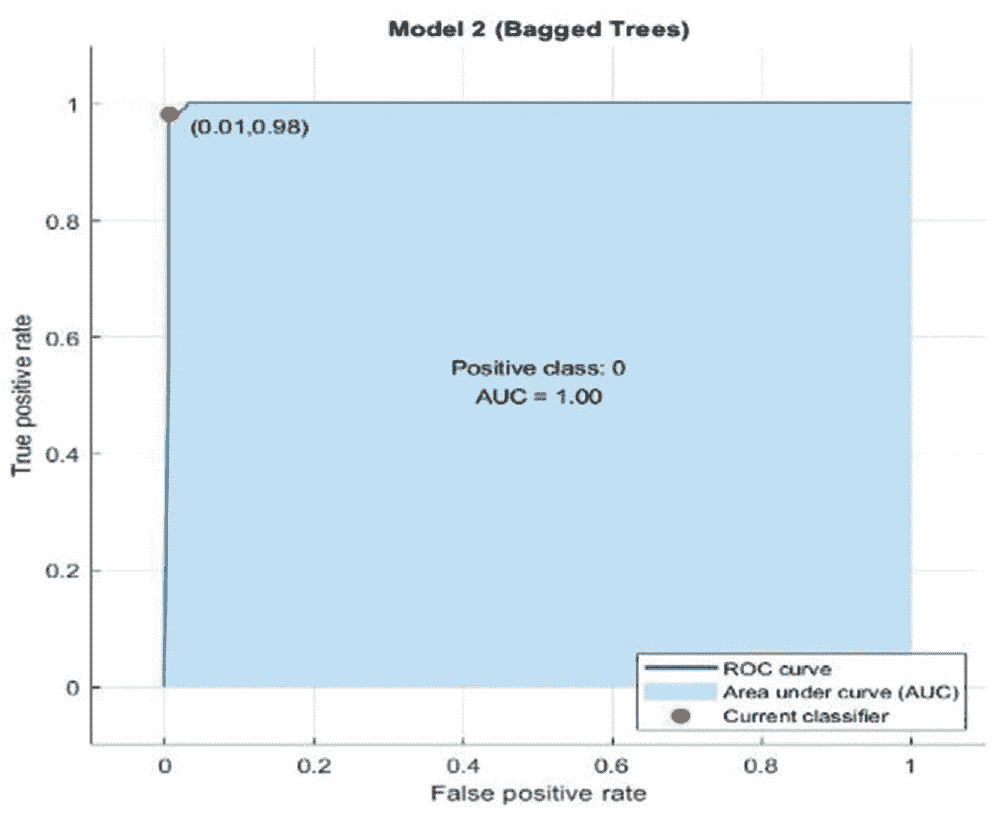 Model 2 (Bagged Trees)
True positive rate
1
0.8
0.6
0.4
0.2
0
(0.01,0.98)
Positive class: 0
AUC = 1.00
ROC curve
Area under curve (AUC)
Current classifier
0 0.2 0.4 0.6 0.8 1
False positive rate